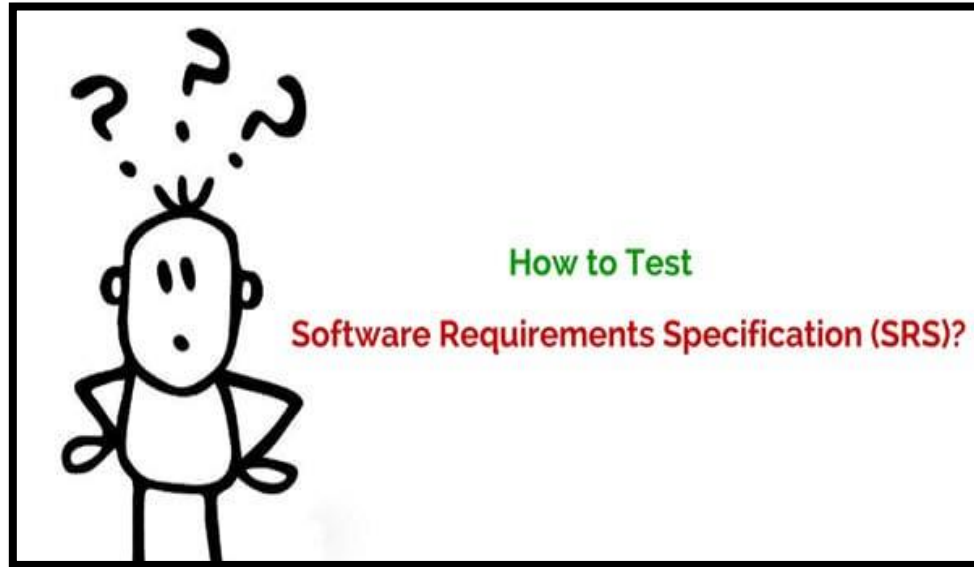 ? ? ?
How to Test
Software Requirements Specification (SRS)?